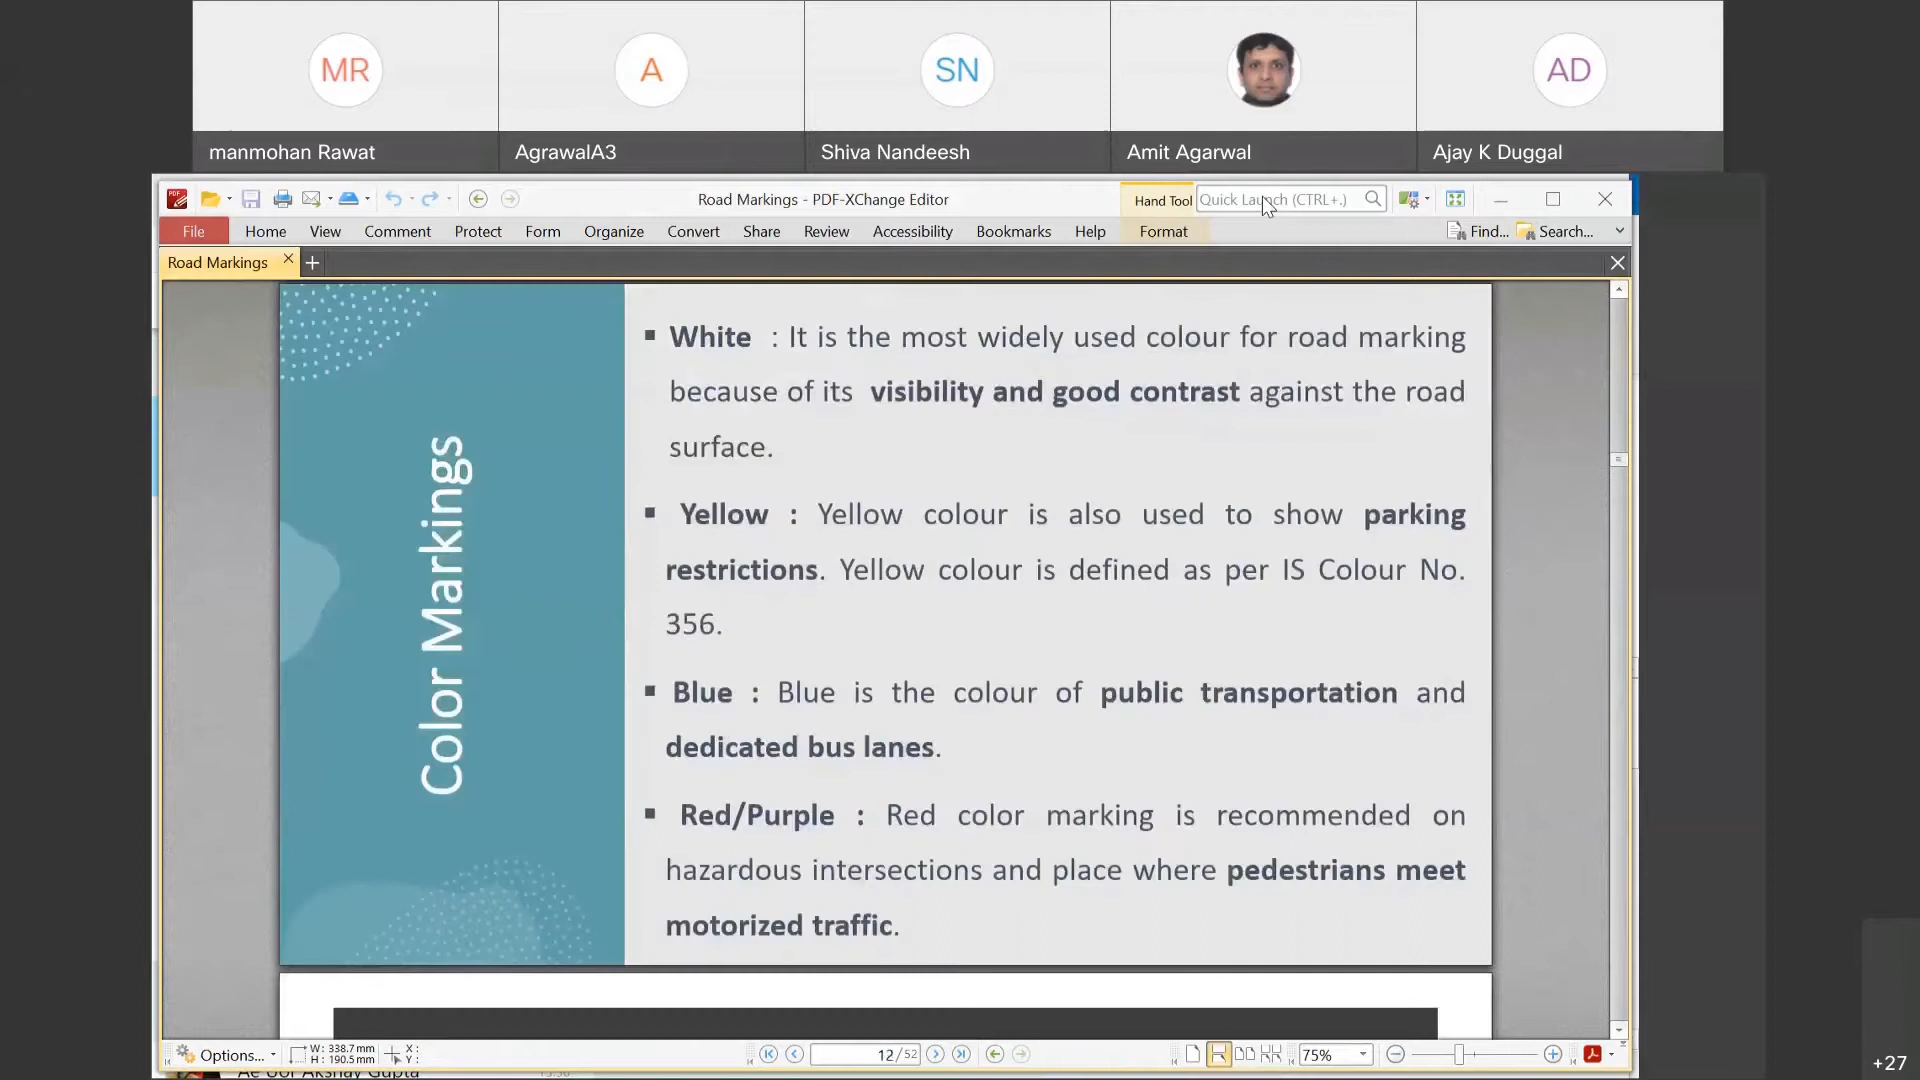 MR
A
SN
AD
manmohan Rawat
AgrawalA3
Shiva Nandeesh
Amit Agarwal
Ajay K Duggal
Road Markings - PDF-XChange Editor
Hand Tool
Quick Launch (CTRL+.)
File Home View Comment Protect Form Organize Convert Share Review Accessibility Bookmarks Help Format
Find... Search...
Road Markings
Color Markings
▪ White : It is the most widely used colour for road marking
because of its visibility and good contrast against the road
surface.
▪ Yellow : Yellow colour is also used to show parking
restrictions. Yellow colour is defined as per IS Colour No.
356.
▪ Blue : Blue is the colour of public transportation and
dedicated bus lanes.
▪ Red/Purple : Red color marking is recommended on
hazardous intersections and place where pedestrians meet
motorized traffic.
Options...
W: 338.7 mm
H: 190.5 mm
X:
Y:
12/52
75%
+27